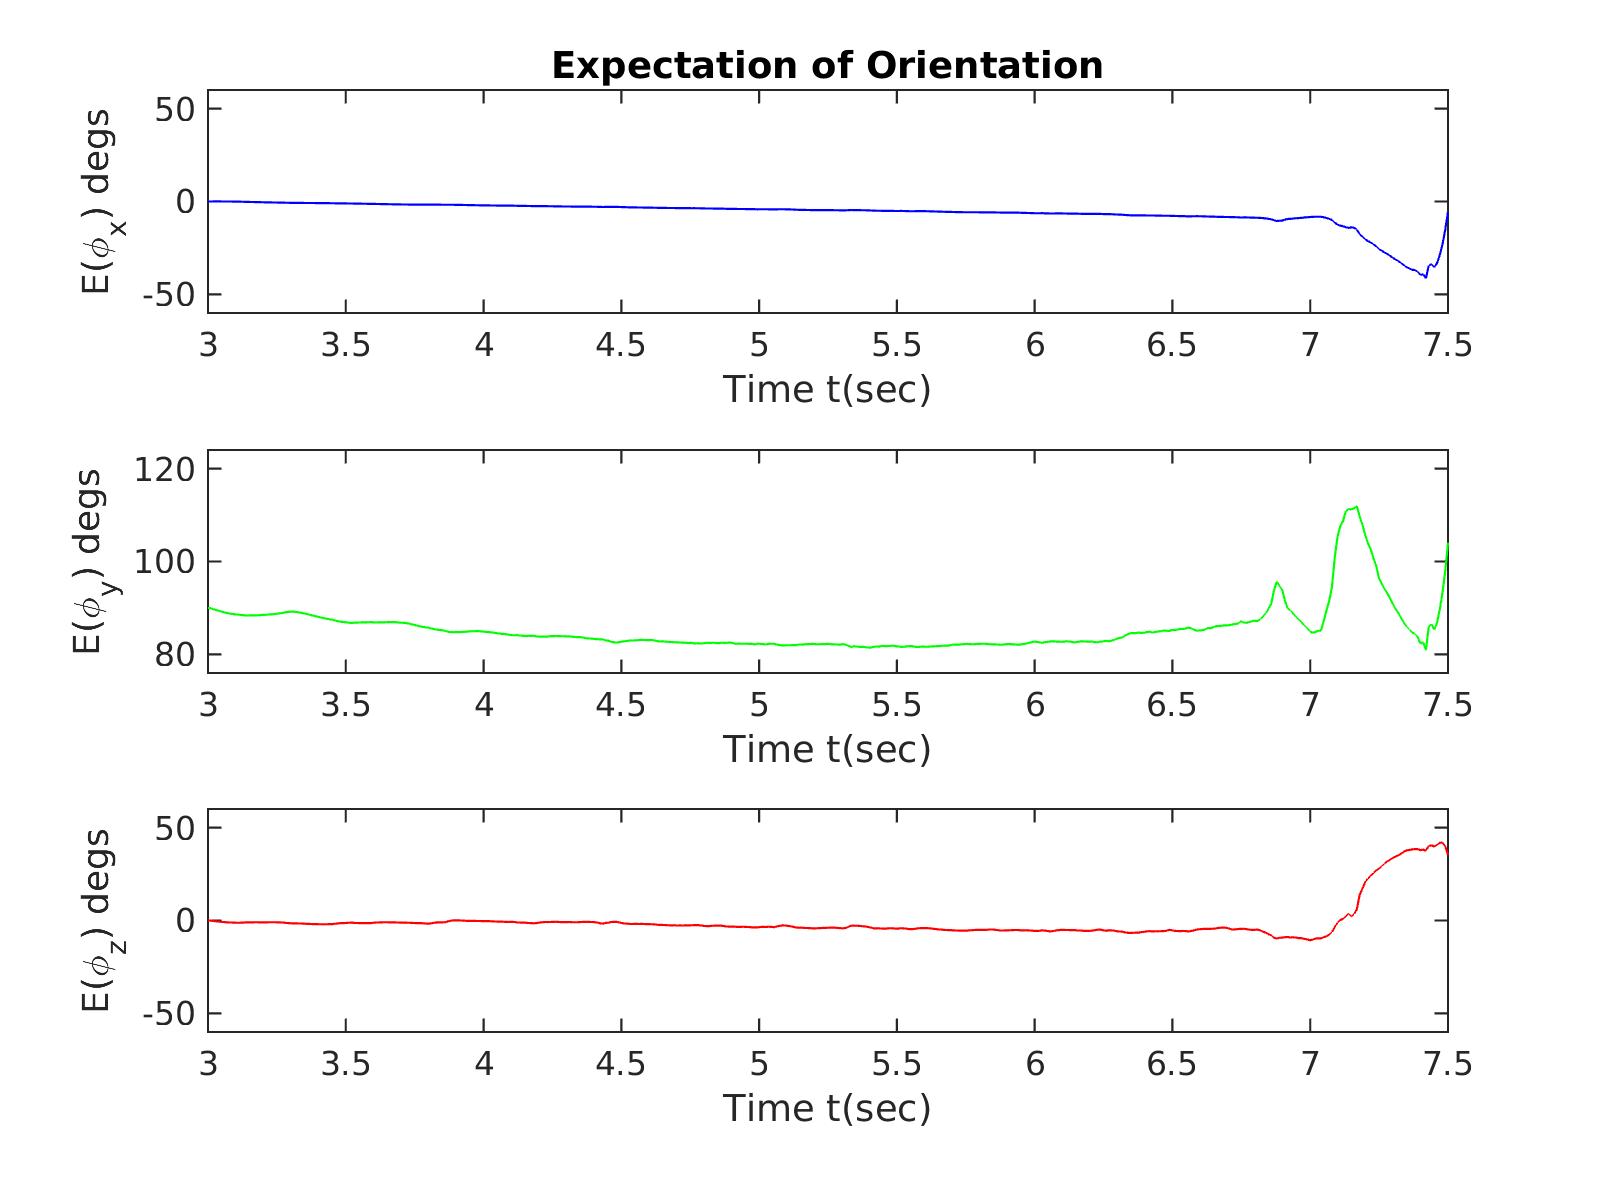 Expectation of Orientation
E(ϕx) degs
50
0
-50
3 3.5 4 4.5 5 5.5 6 6.5 7 7.5
Time t(sec)
E(ϕy) degs
120
100
80
3 3.5 4 4.5 5 5.5 6 6.5 7 7.5
Time t(sec)
E(ϕz) degs
50
0
-50
3 3.5 4 4.5 5 5.5 6 6.5 7 7.5
Time t(sec)